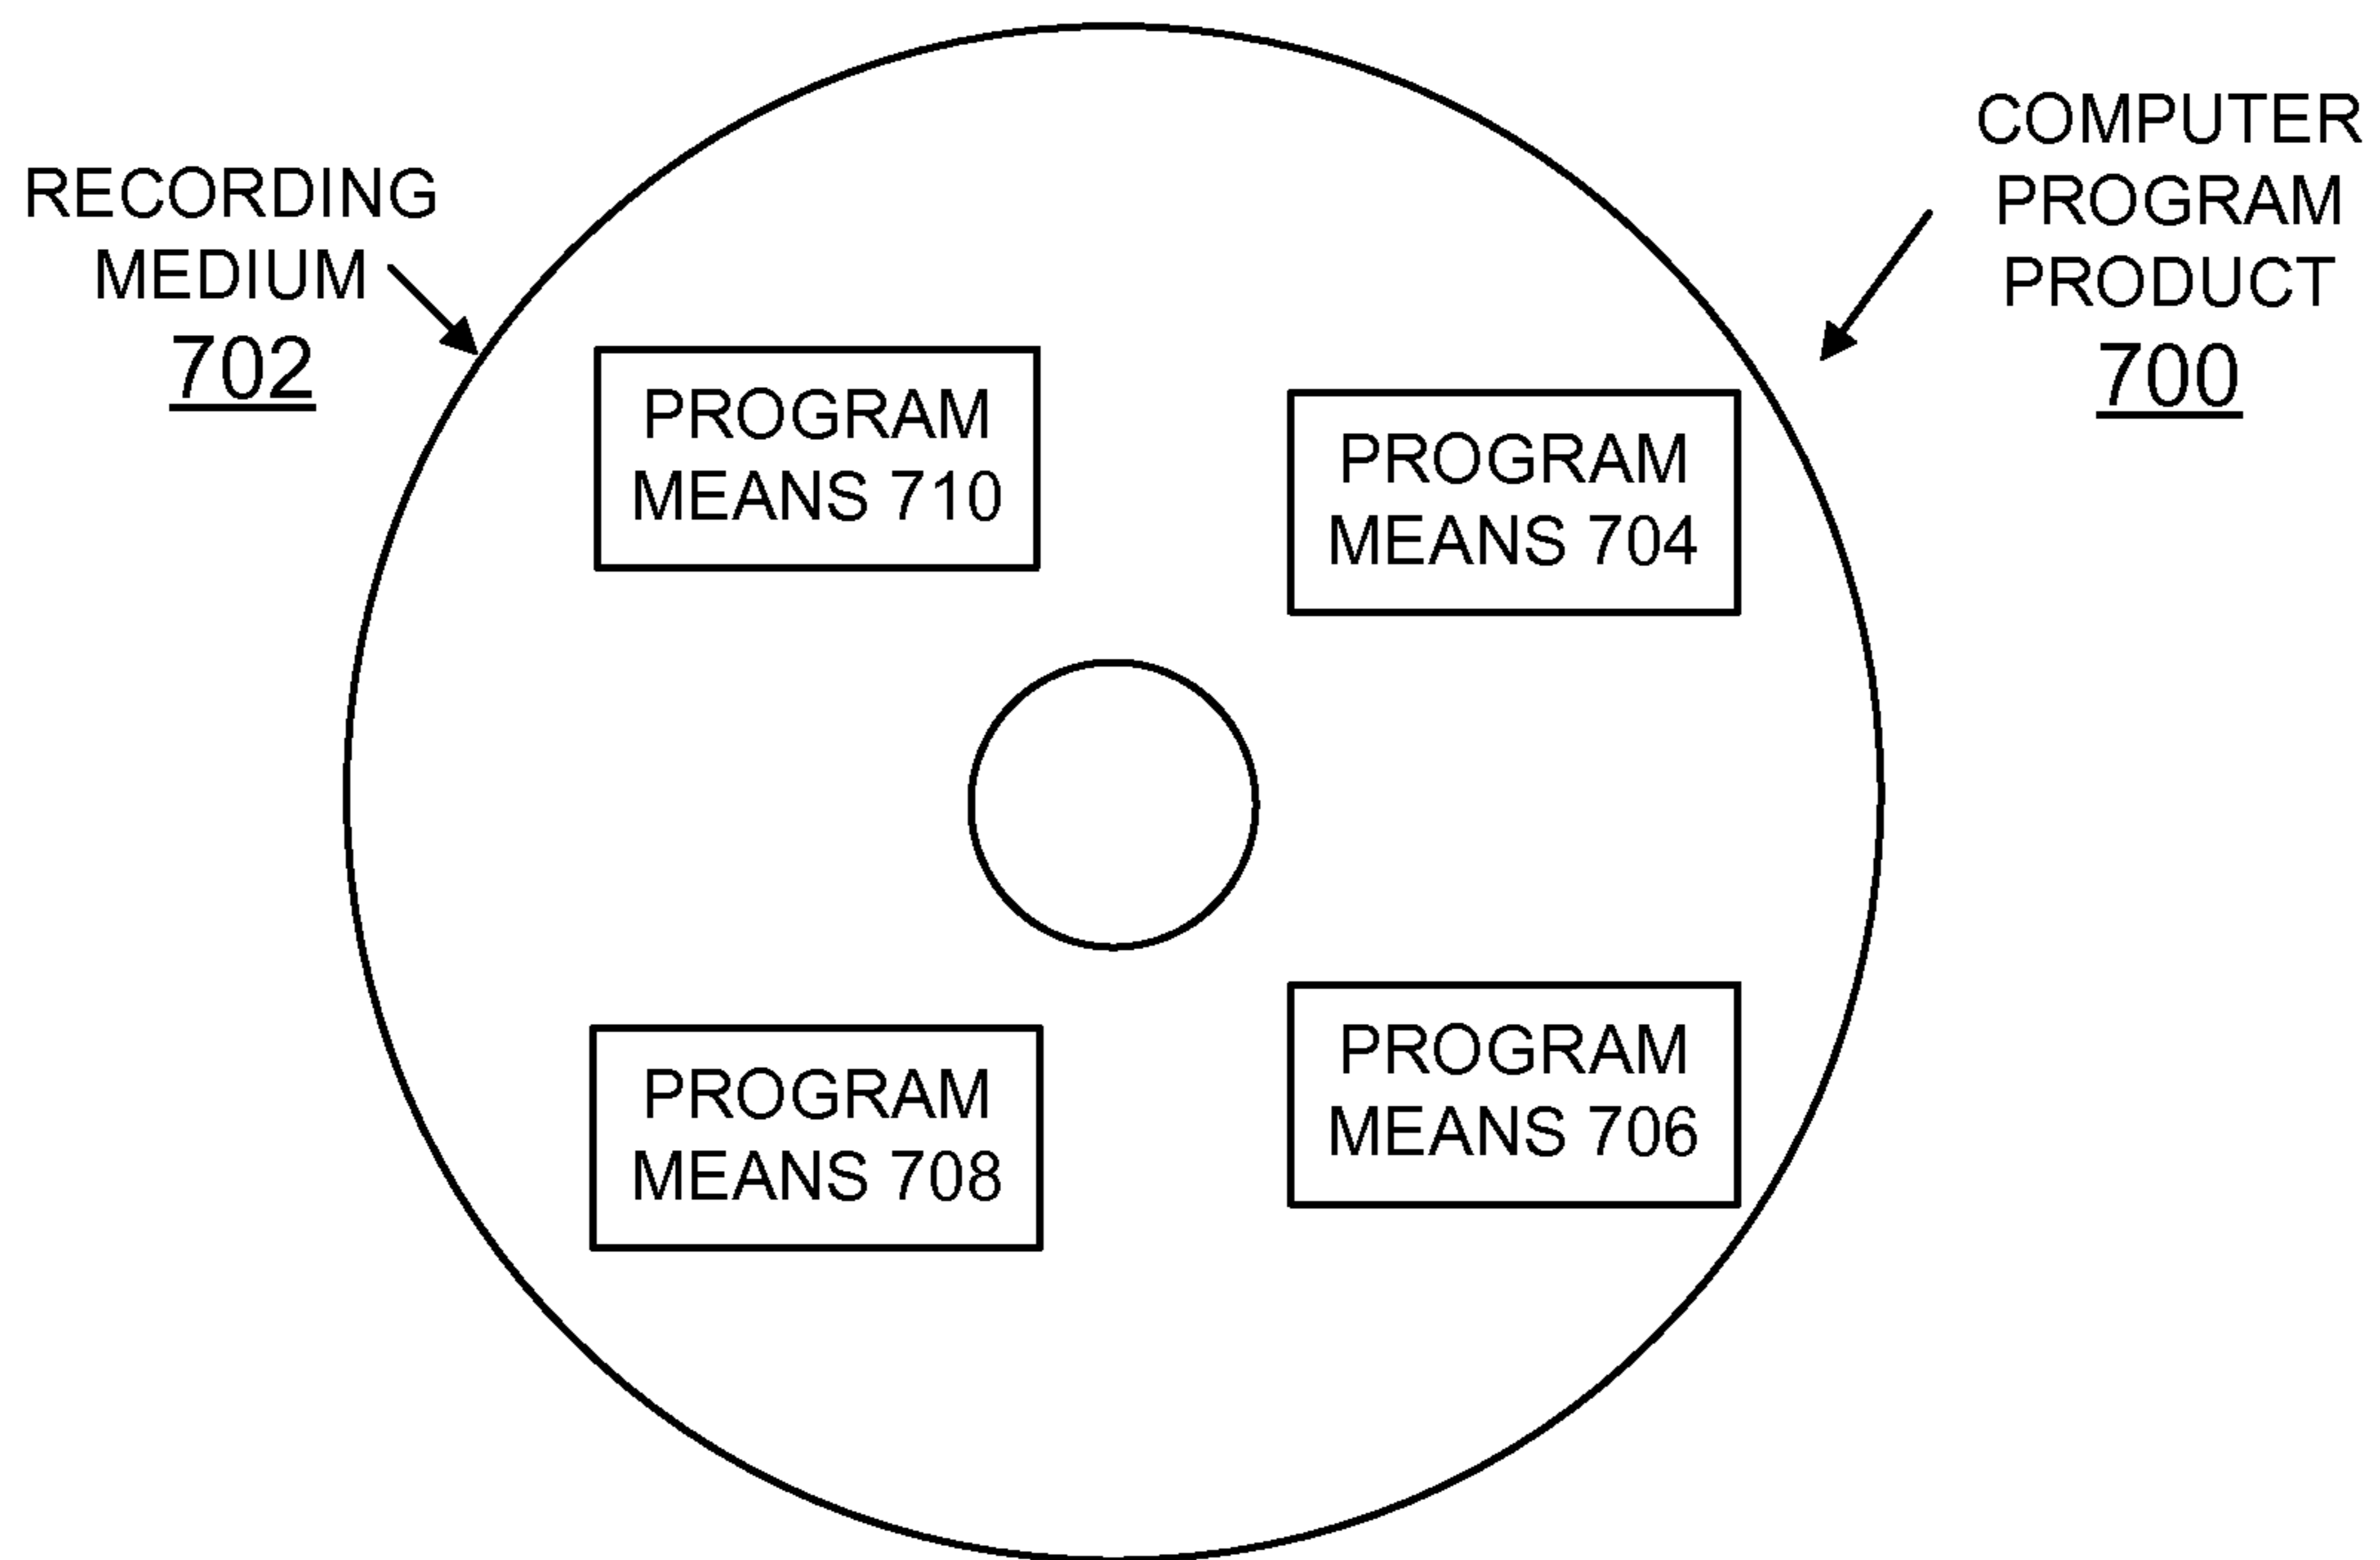 RECORDING
MEDIUM
702
COMPUTER
PROGRAM
PRODUCT
700
PROGRAM
MEANS 710
PROGRAM
MEANS 704
PROGRAM
MEANS 708
PROGRAM
MEANS 706